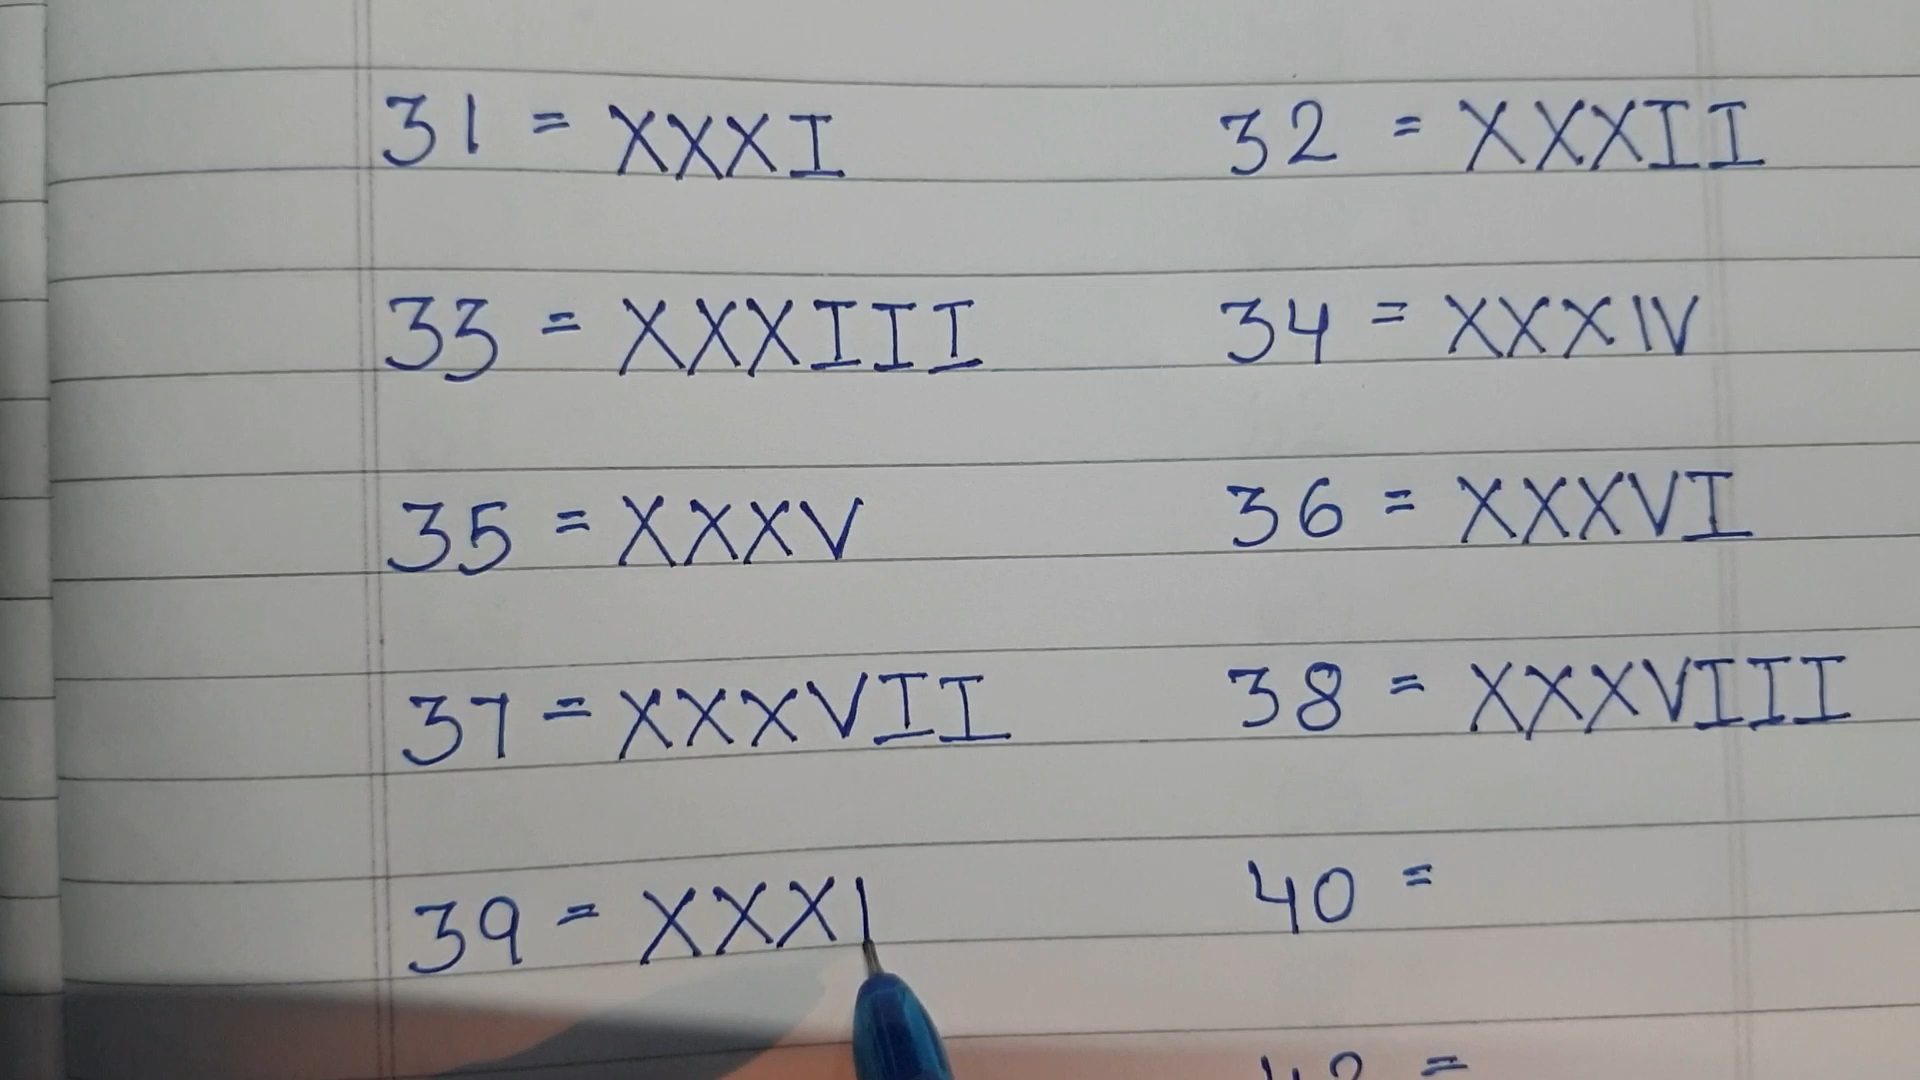 31 = XXXI 32 = XXXII
33 = XXXIII 34 = XXXIV
35 = XXXV 36 = XXXVI
37 = XXXVII 38 = XXXVIII
39 = XXXI 40 =
42 =